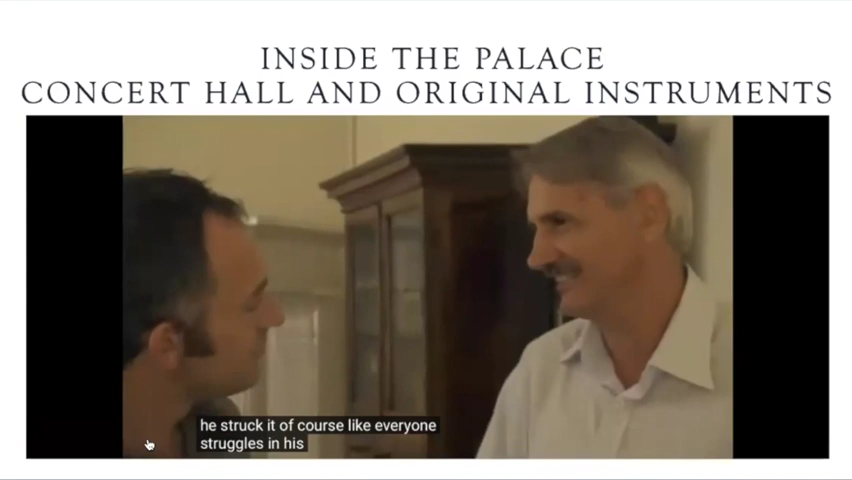 INSIDE THE PALACE
CONCERT HALL AND ORIGINAL INSTRUMENTS
he struck it of course like everyone
struggles in his